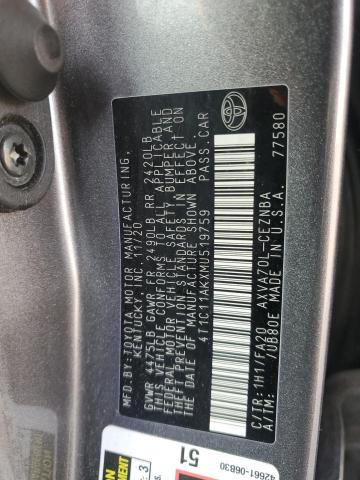 MFD. BY: TOYOTA MOTOR MANUFACTURING,
KENTUCKY, INC. 11/20
GVWR 4475LB GAWR FR 2490LB RR 2420LB
THIS VEHICLE CONFORMS TO ALL APPLICABLE
FEDERAL MOTOR VEHICLE SAFETY, BUMPER, AND
THEFT PREVENTION STANDARDS IN EFFECT ON
THE DATE OF MANUFACTURE SHOWN ABOVE.
4T1C11AKXMU519759 PASS. CAR
C/TR: 1H1/FA20 AXVA70L-CEZNBA
A/TM: /UB80E MADE IN U.S.A.
77580
42661-06B30
51